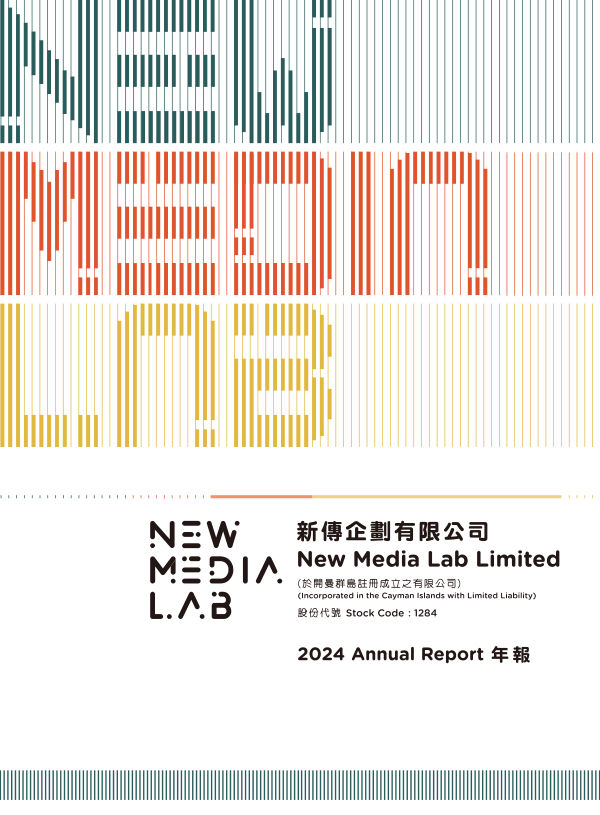 NEW
MEDIA
LAB
NEW
MEDIA
LAB
新傳企劃有限公司
New Media Lab Limited
(於開曼群島註冊成立之有限公司)
(Incorporated in the Cayman Islands with Limited Liability)
股份代號 Stock Code : 1284
2024 Annual Report 年報